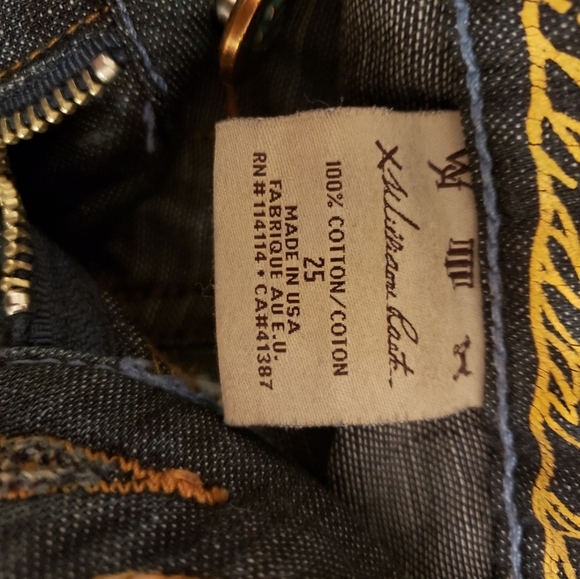 X William Rast
100% COTTON/COTON
25
MADE IN USA
FABRIQUE AU E.U.
RN#114114 • CA#41387